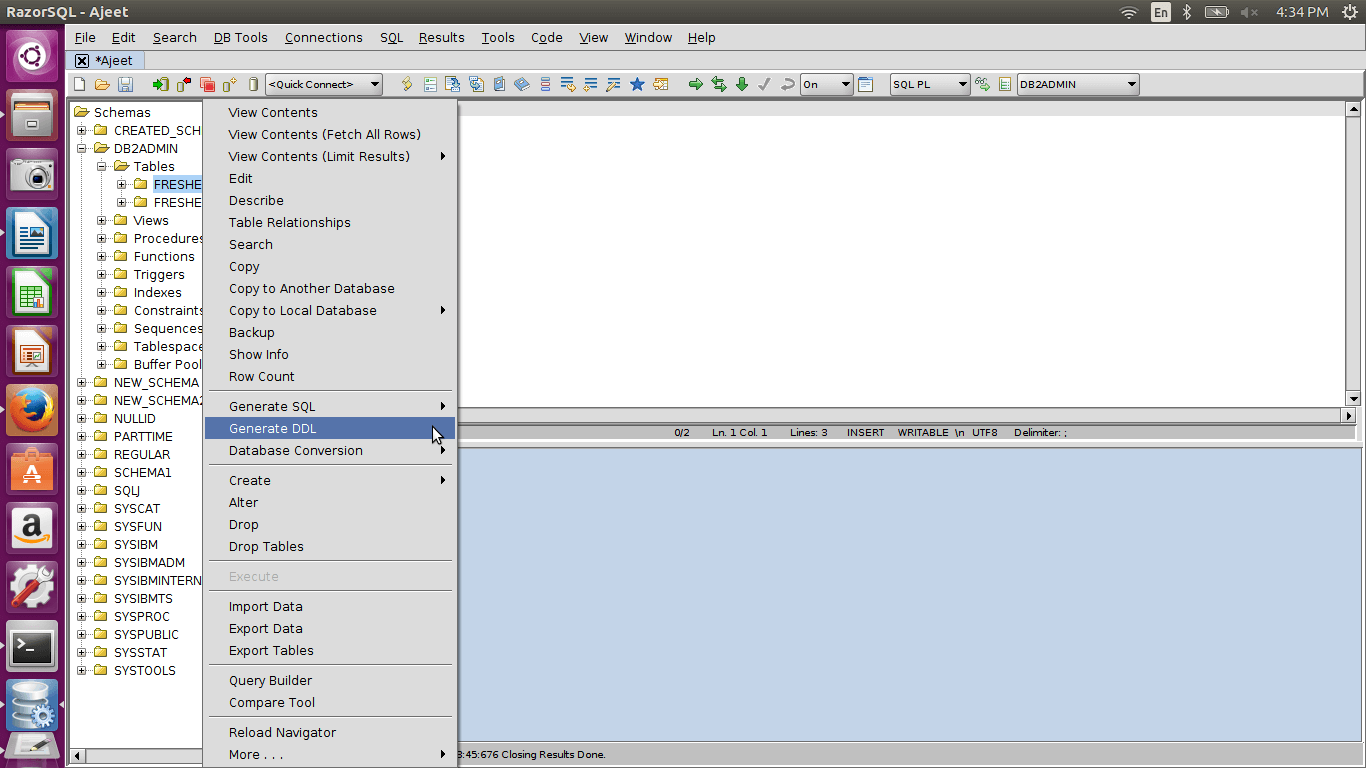 RazorSQL - Ajeet
En
4:34 PM
File Edit Search DB Tools Connections SQL Results Tools Code View Window Help
*Ajeet
<Quick Connect> On SQL PL DB2ADMIN
Schemas
CREATED_SCH
DB2ADMIN
Tables
FRESHE
FRESHE
Views
Procedures
Functions
Triggers
Indexes
Constraints
Sequences
Tablespace
Buffer Pool
NEW_SCHEMA
NEW_SCHEMA2
NULLID
PARTTIME
REGULAR
SCHEMA1
SQLJ
SYSCAT
SYSFUN
SYSIBM
SYSIBMADM
SYSIBMINTERN
SYSIBMTS
SYSPROC
SYSPUBLIC
SYSSTAT
SYSTOOLS
View Contents
View Contents (Fetch All Rows)
View Contents (Limit Results)
Edit
Describe
Table Relationships
Search
Copy
Copy to Another Database
Copy to Local Database
Backup
Show Info
Row Count
Generate SQL
Generate DDL
Database Conversion
Create
Alter
Drop
Drop Tables
Execute
Import Data
Export Data
Export Tables
Query Builder
Compare Tool
Reload Navigator
More . . .
0/2 Ln. 1 Col. 1 Lines: 3 INSERT WRITABLE \n UTF8 Delimiter: ;
8:45:676 Closing Results Done.